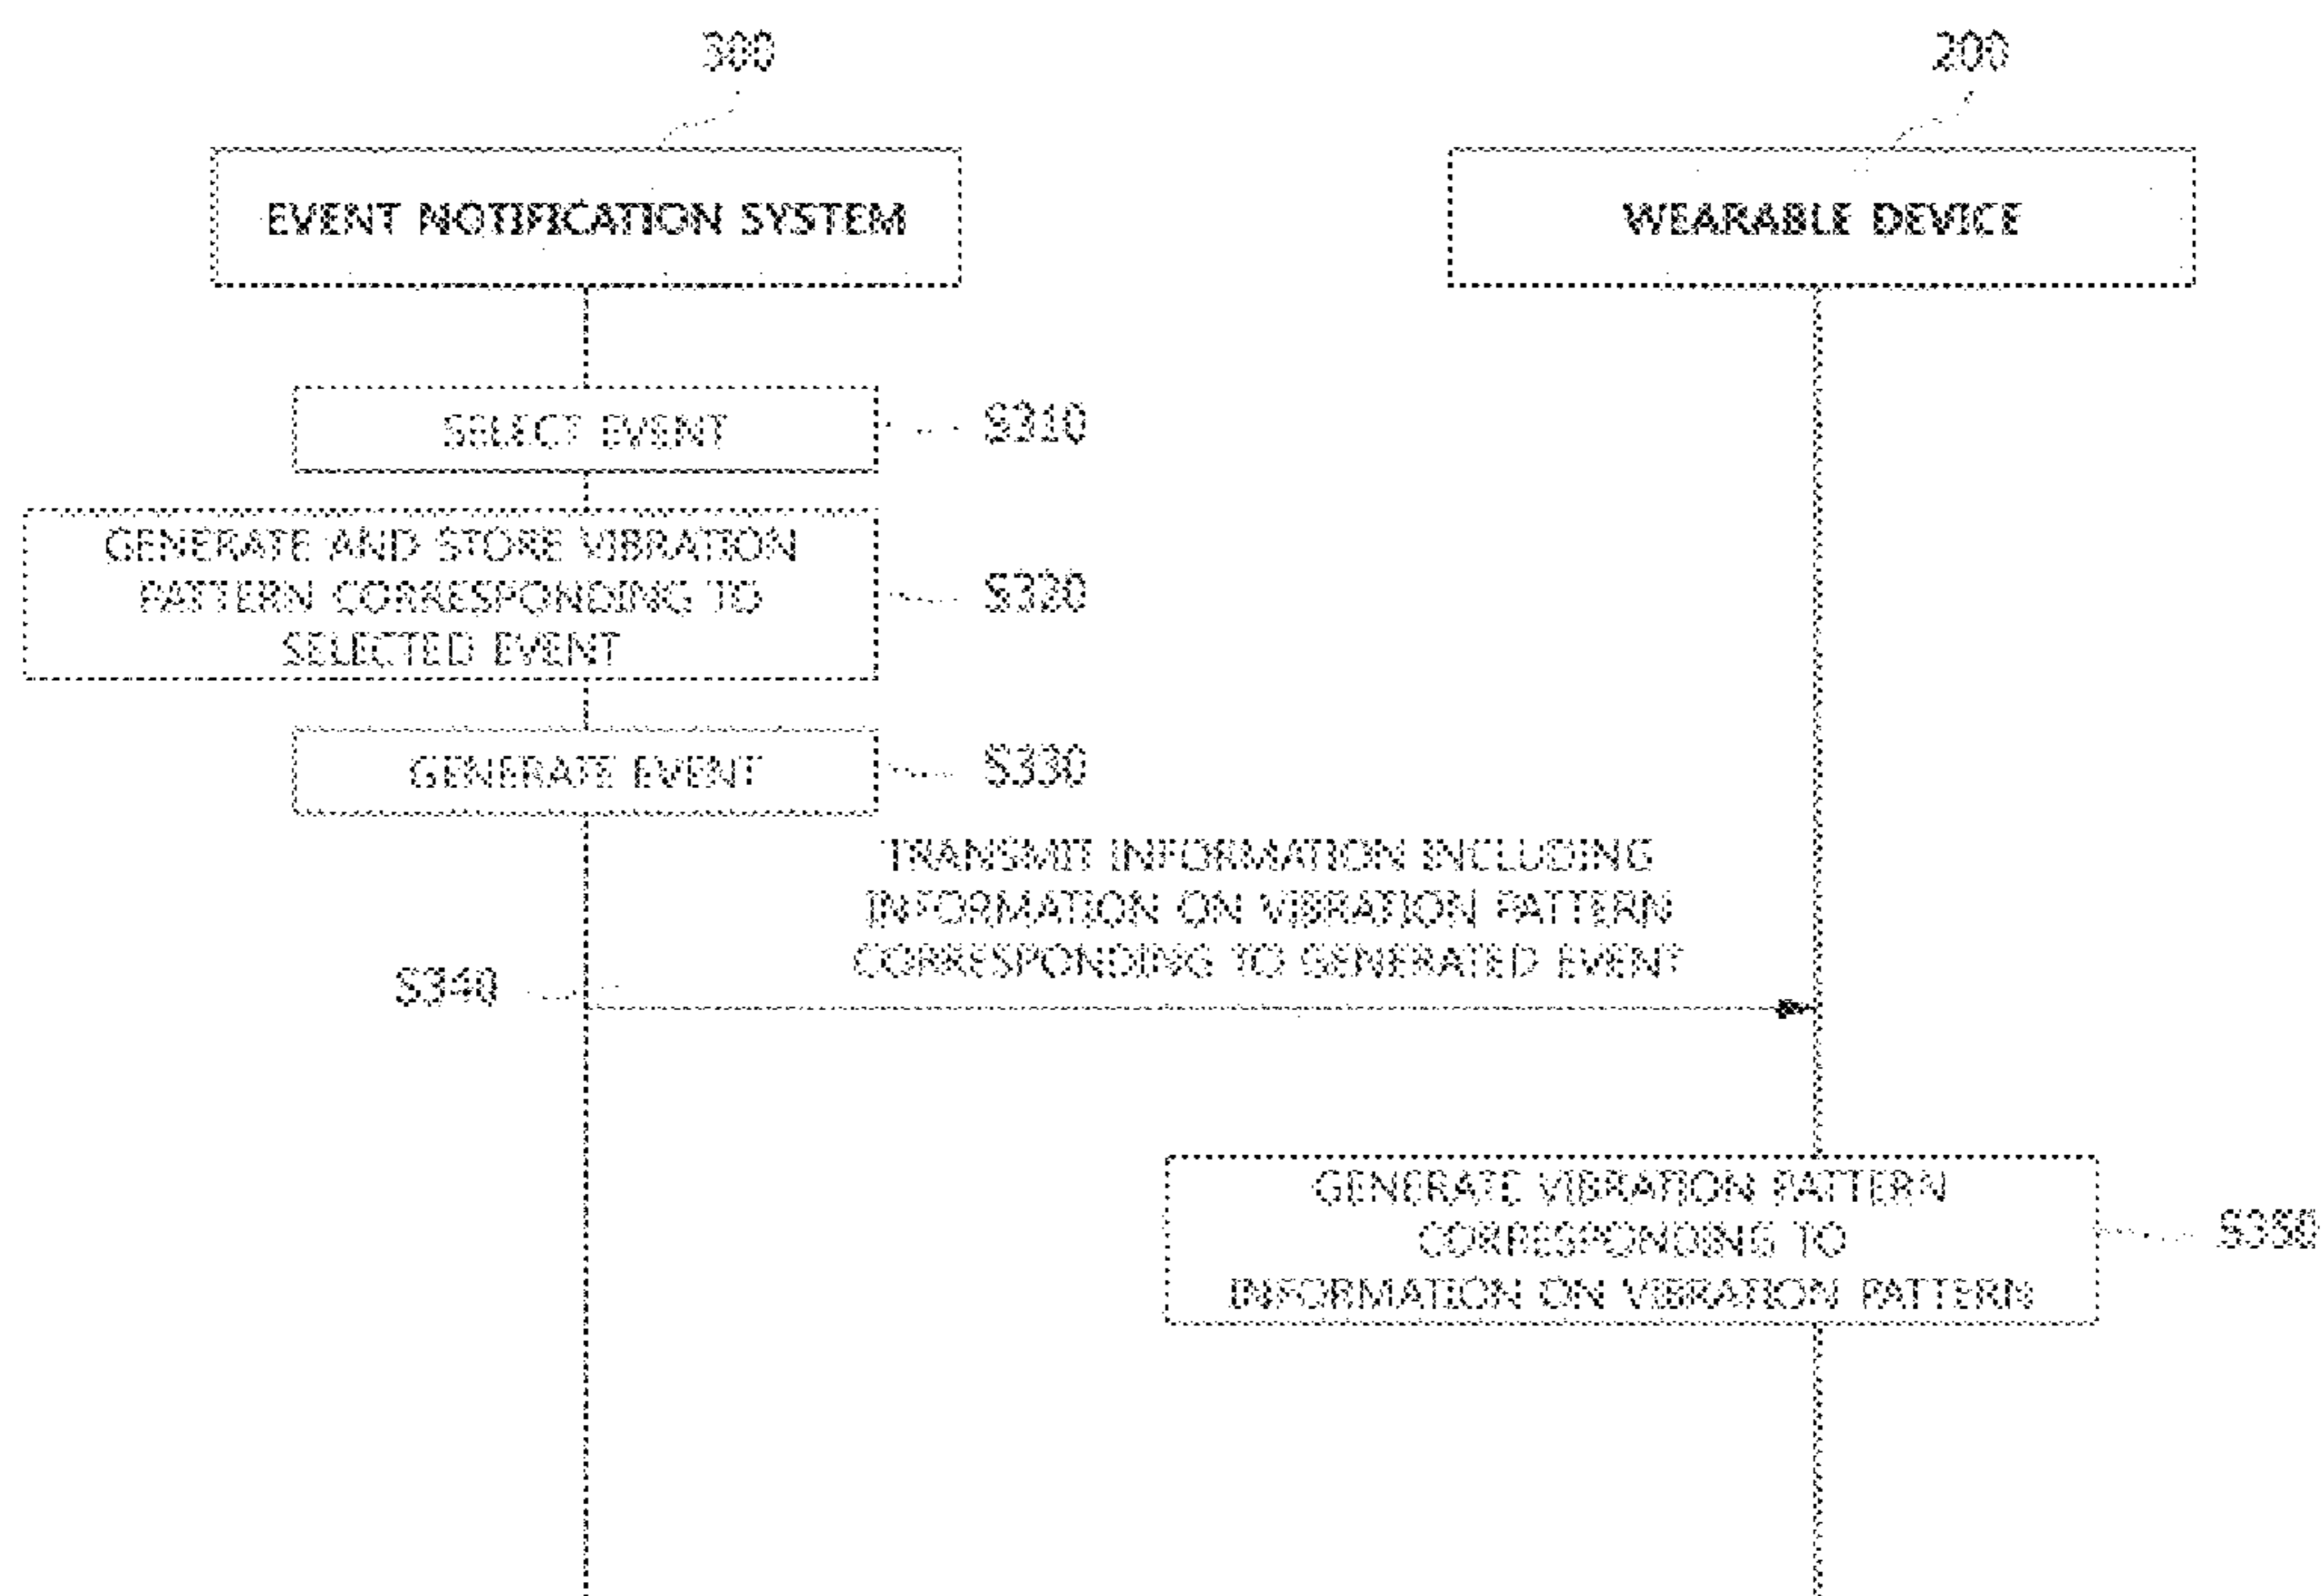 300
200
EVENT NOTIFICATION SYSTEM
WEARABLE DEVICE
SELECT EVENT
S310
GENERATE AND STORE VIBRATION
PATTERN CORRESPONDING TO
SELECTED EVENT
S320
GENERATE EVENT
S330
TRANSMIT INFORMATION INCLUDING
INFORMATION ON VIBRATION PATTERN
CORRESPONDING TO GENERATED EVENT
S340
GENERATE VIBRATION PATTERN
CORRESPONDING TO
INFORMATION ON VIBRATION PATTERN
S350